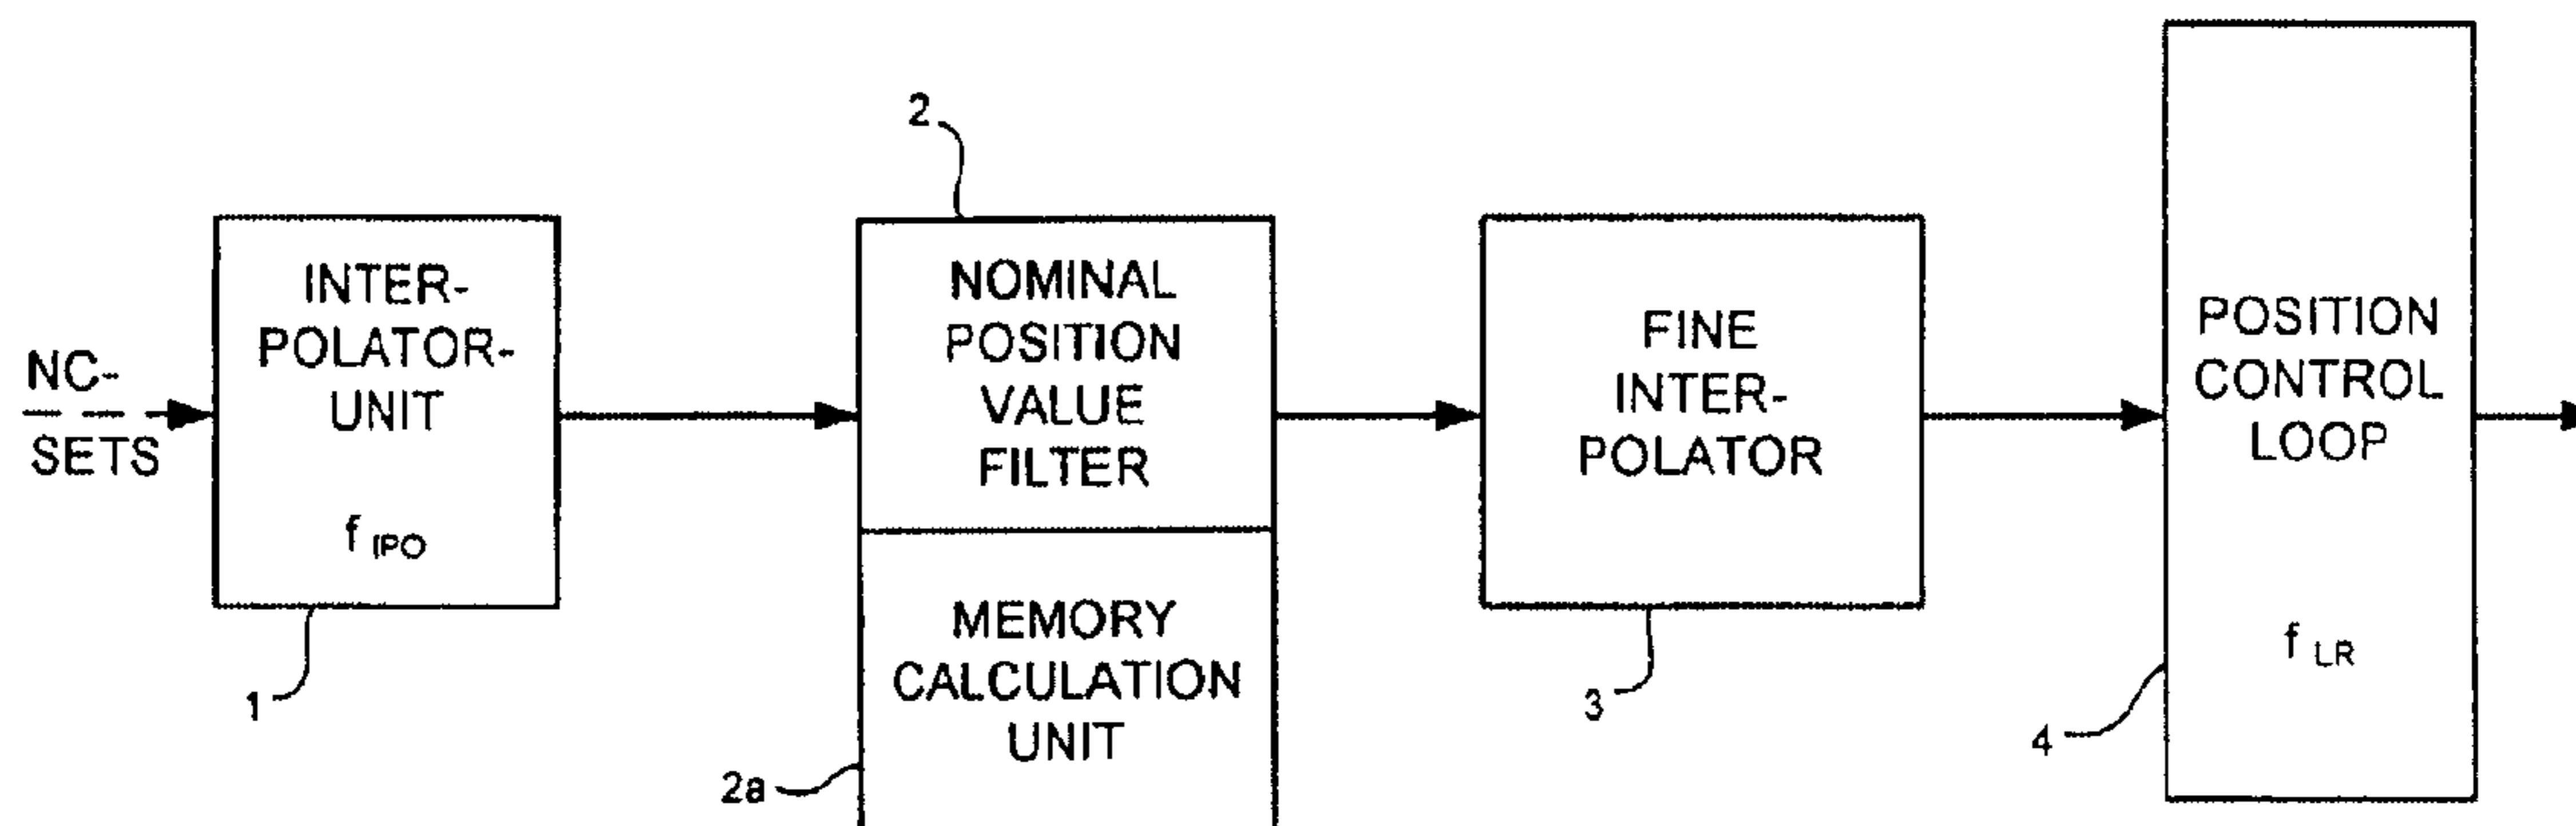 NC-
SETS
INTER-
POLATOR-
UNIT
f IPO
1
2
NOMINAL
POSITION
VALUE
FILTER
MEMORY
CALCULATION
UNIT
2a
FINE
INTER-
POLATOR
3
POSITION
CONTROL
LOOP
f LR
4